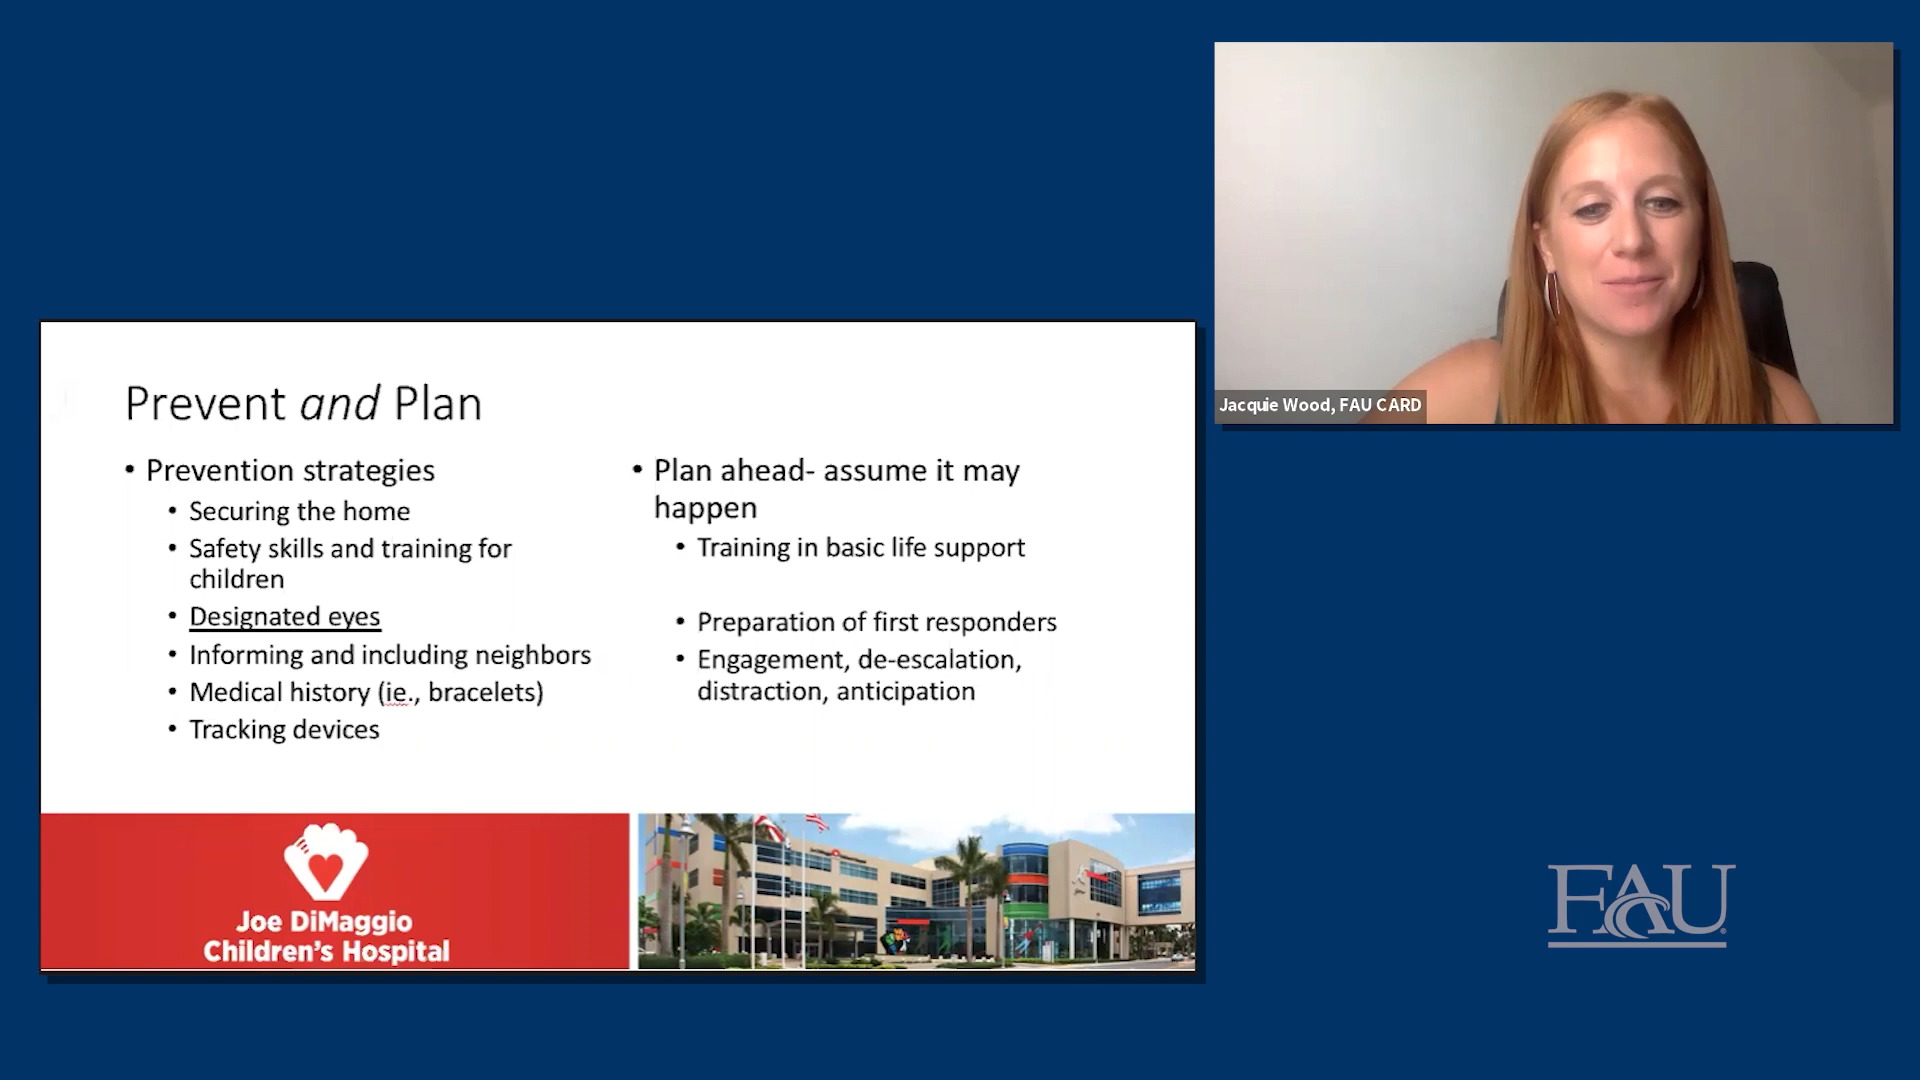 Prevent and Plan
• Prevention strategies
• Securing the home
• Safety skills and training for
children
• Designated eyes
• Informing and including neighbors
• Medical history (ie., bracelets)
• Tracking devices
• Plan ahead- assume it may
happen
• Training in basic life support
• Preparation of first responders
• Engagement, de-escalation,
distraction, anticipation
Joe DiMaggio
Children's Hospital
Jacquie Wood, FAU CARD
FAU